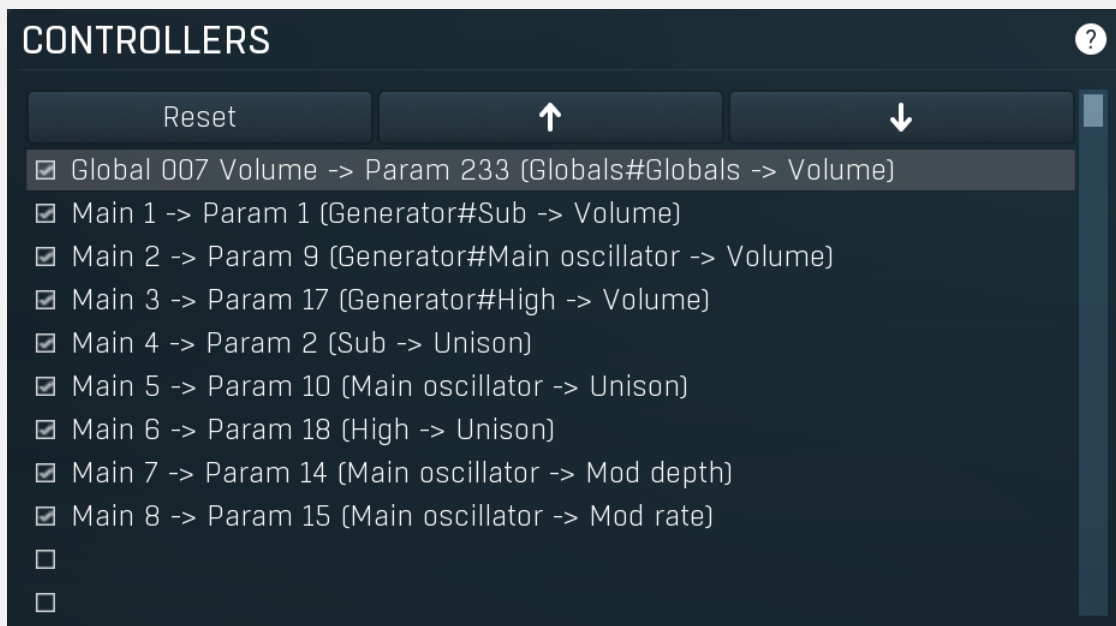 CONTROLLERS ?
Reset ↑ ↓
Global 007 Volume -> Param 233 (Globals#Globals -> Volume)
Main 1 -> Param 1 (Generator#Sub -> Volume)
Main 2 -> Param 9 (Generator#Main oscillator -> Volume)
Main 3 -> Param 17 (Generator#High -> Volume)
Main 4 -> Param 2 (Sub -> Unison)
Main 5 -> Param 10 (Main oscillator -> Unison)
Main 6 -> Param 18 (High -> Unison)
Main 7 -> Param 14 (Main oscillator -> Mod depth)
Main 8 -> Param 15 (Main oscillator -> Mod rate)